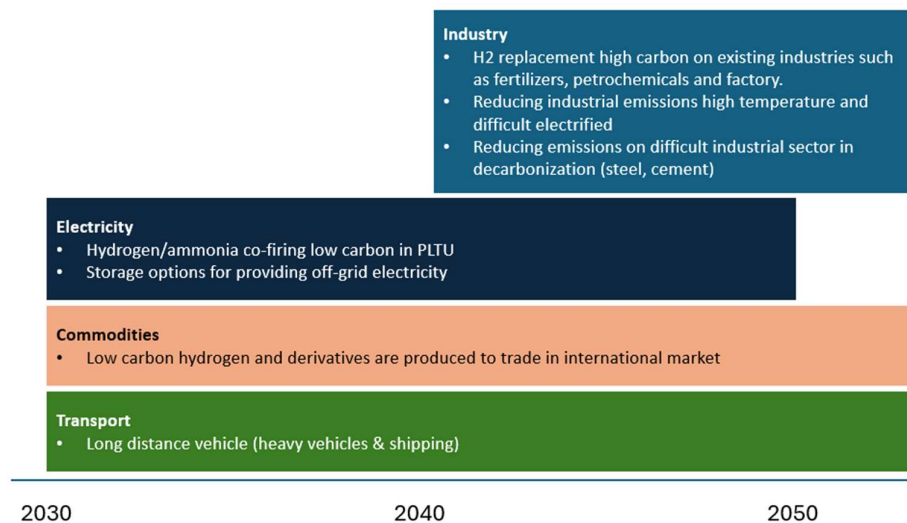 Industry
• H2 replacement high carbon on existing industries such
as fertilizers, petrochemicals and factory.
• Reducing industrial emissions high temperature and
difficult electrified
• Reducing emissions on difficult industrial sector in
decarbonization (steel, cement)
Electricity
• Hydrogen/ammonia co-firing low carbon in PLTU
• Storage options for providing off-grid electricity
Commodities
• Low carbon hydrogen and derivatives are produced to trade in international market
Transport
• Long distance vehicle (heavy vehicles & shipping)
2030 2040 2050